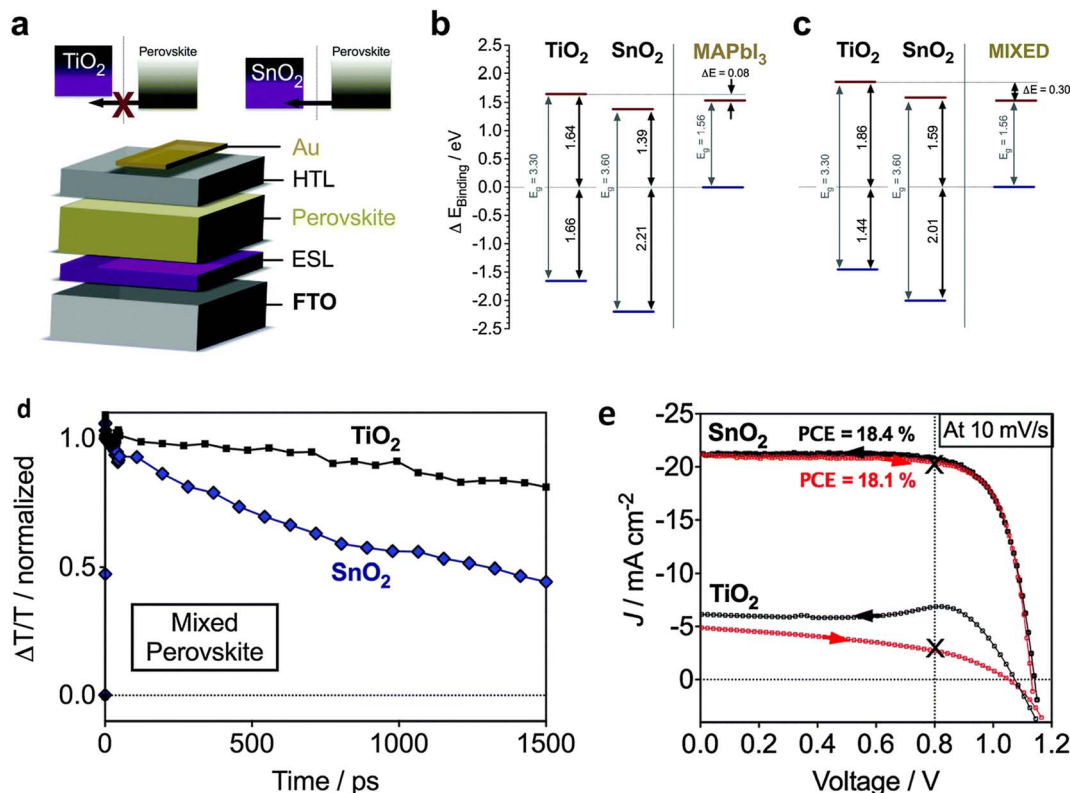 a
TiO2
Perovskite
X
SnO2
Perovskite
Au
HTL
Perovskite
ESL
FTO
b
TiO2 SnO2 MAPbI3
Δ EBinding / eV
2.5
2.0
1.5
1.0
0.5
0.0
-0.5
-1.0
-1.5
-2.0
-2.5
Eg = 3.30
1.64
1.66
Eg = 3.60
1.39
2.21
ΔE = 0.08
Eg = 1.56
c
TiO2 SnO2 MIXED
Eg = 3.30
1.86
1.44
Eg = 3.60
1.59
2.01
ΔE = 0.30
Eg = 1.56
d
ΔT/T / normalized
1.0
0.5
0.0
TiO2
SnO2
Mixed
Perovskite
0 500 1000 1500
Time / ps
e
J / mA cm-2
-25
-20
-15
-10
-5
0
SnO2
PCE = 18.4 %
PCE = 18.1 %
At 10 mV/s
X
TiO2
X
0.0 0.2 0.4 0.6 0.8 1.0 1.2
Voltage / V